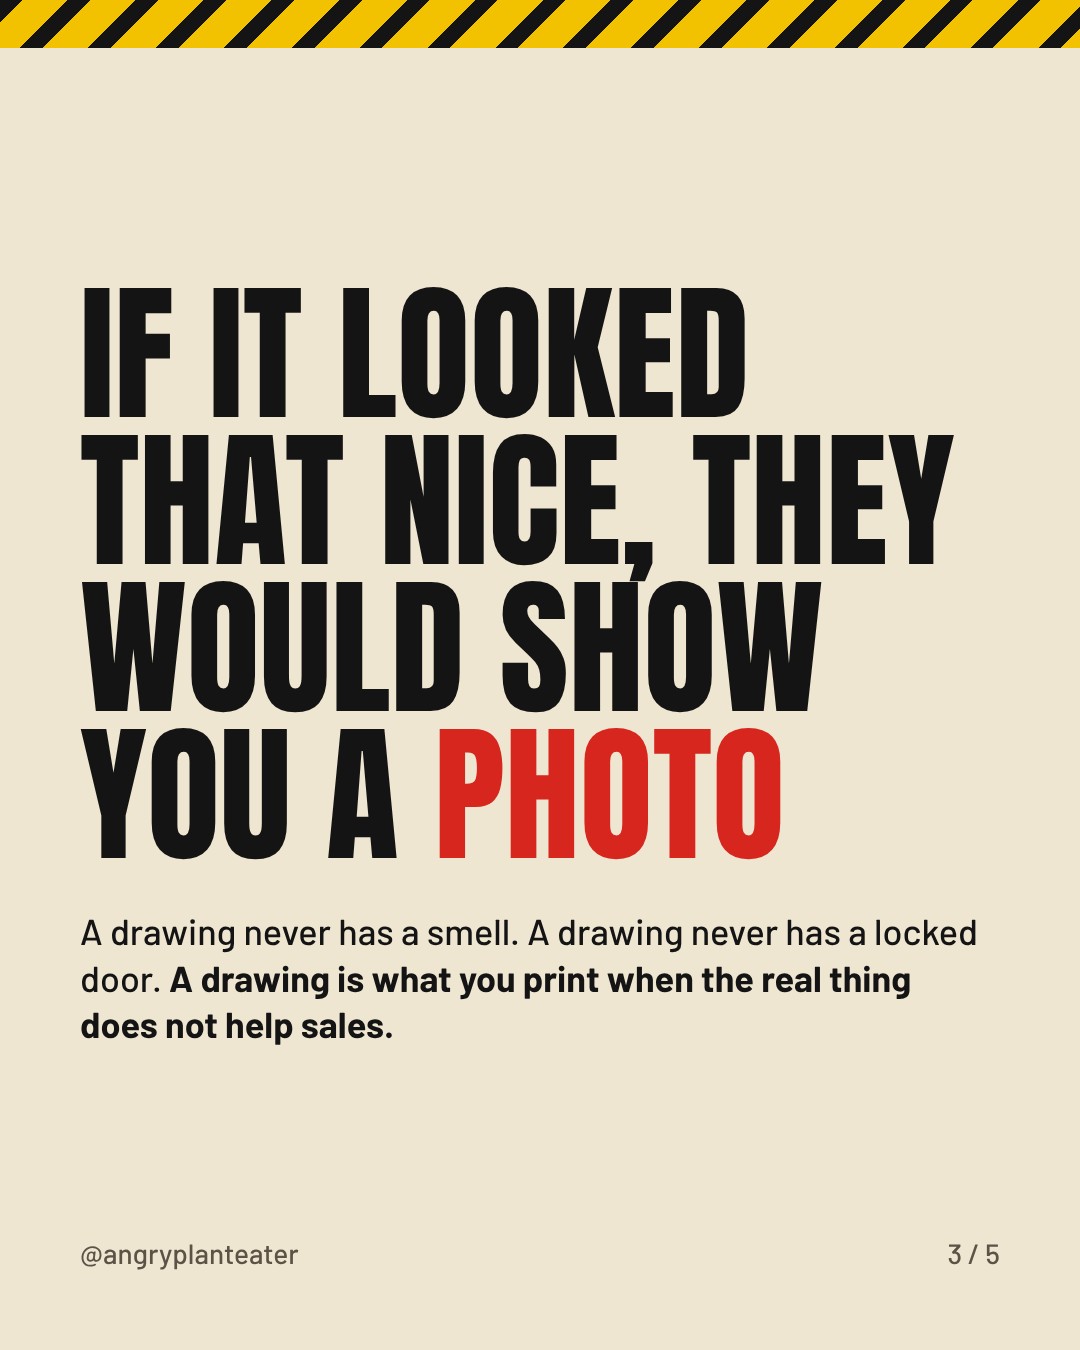 IF IT LOOKED
THAT NICE, THEY
WOULD SHOW
YOU A PHOTO
A drawing never has a smell. A drawing never has a locked
door. A drawing is what you print when the real thing
does not help sales.
@angryplanteater
3 / 5